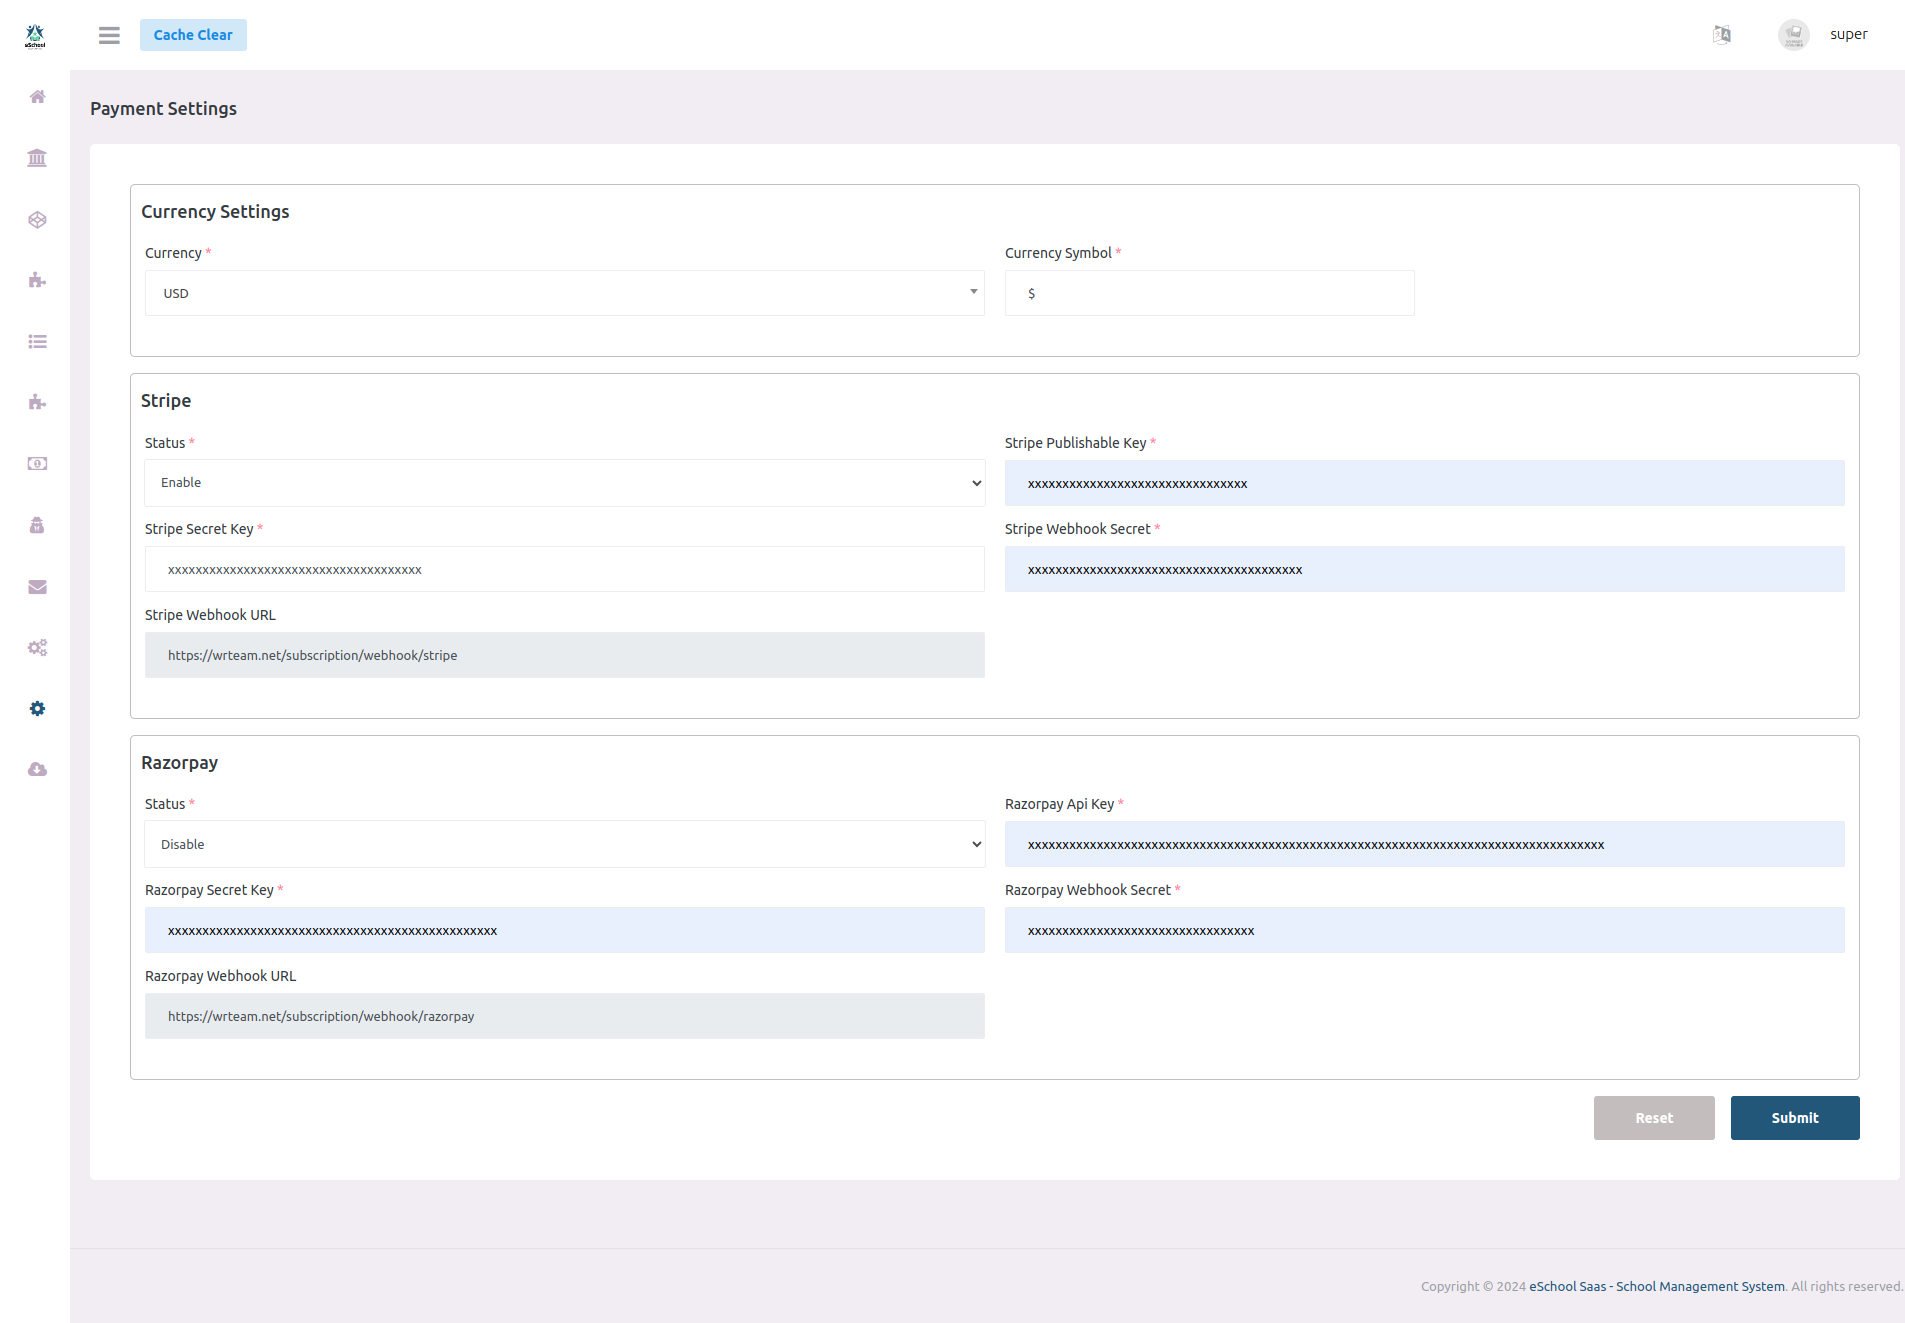 eSchool
Cache Clear
super
Payment Settings
Currency Settings
Currency *
Currency Symbol *
USD
$
Stripe
Status *
Stripe Publishable Key *
Enable
xxxxxxxxxxxxxxxxxxxxxxxxxxxxxxxx
Stripe Secret Key *
Stripe Webhook Secret *
xxxxxxxxxxxxxxxxxxxxxxxxxxxxxxxxxxxxx
xxxxxxxxxxxxxxxxxxxxxxxxxxxxxxxxxxxxxxxx
Stripe Webhook URL
https://wrteam.net/subscription/webhook/stripe
Razorpay
Status *
Razorpay Api Key *
Disable
xxxxxxxxxxxxxxxxxxxxxxxxxxxxxxxxxxxxxxxxxxxxxxxxxxxxxxxxxxxxxxxxxxxxxxxxxxxxxxxxxxxx
Razorpay Secret Key *
Razorpay Webhook Secret *
xxxxxxxxxxxxxxxxxxxxxxxxxxxxxxxxxxxxxxxxxxxxxxxx
xxxxxxxxxxxxxxxxxxxxxxxxxxxxxxxxx
Razorpay Webhook URL
https://wrteam.net/subscription/webhook/razorpay
Reset
Submit
Copyright © 2024 eSchool Saas - School Management System. All rights reserved.